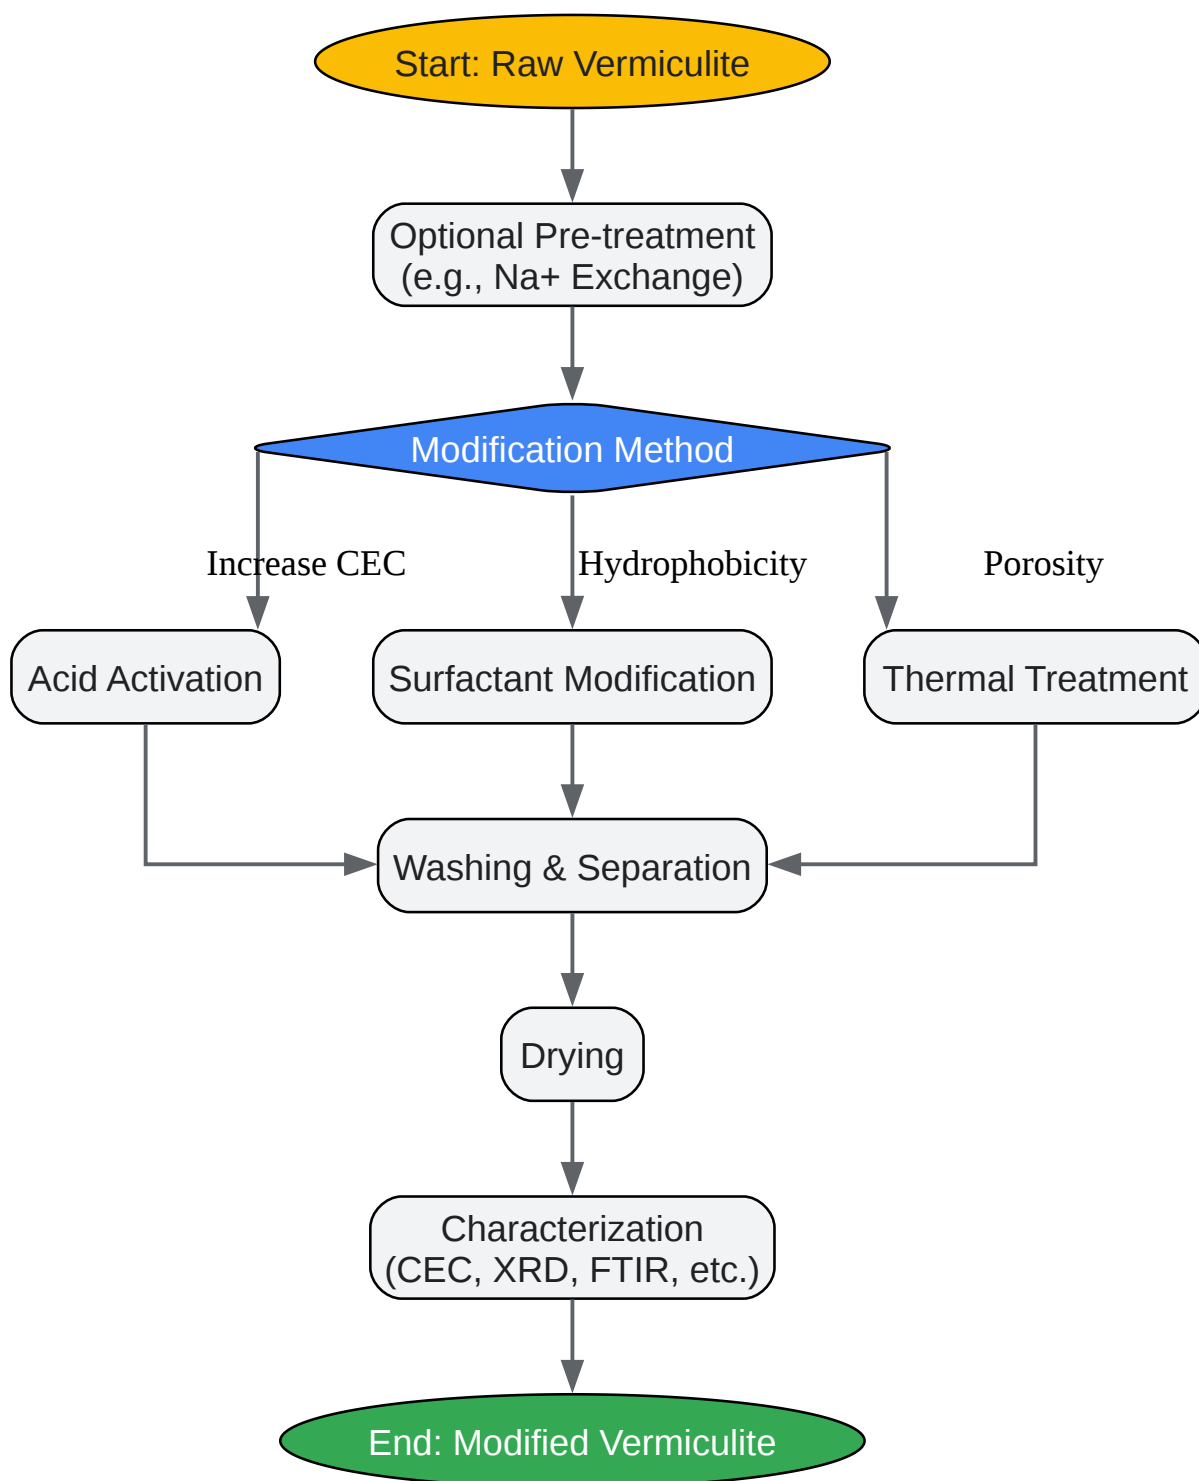 Start: Raw Vermiculite
Optional Pre-treatment
(e.g., Na+ Exchange)
Modification Method
Increase CEC
Hydrophobicity
Porosity
Acid Activation
Surfactant Modification
Thermal Treatment
Washing & Separation
Drying
Characterization
(CEC, XRD, FTIR, etc.)
End: Modified Vermiculite